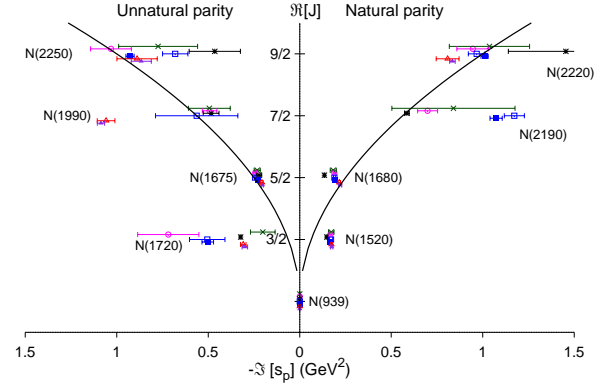 Unnatural parity ℜ[J] Natural parity
N(2250) 9/2 N(2220)
N(1990) 7/2 N(2190)
N(1675) 5/2 N(1680)
N(1720) 3/2 N(1520)
N(939)
1.5 1 0.5 0 0.5 1 1.5
-ℑ [s_p] (GeV²)